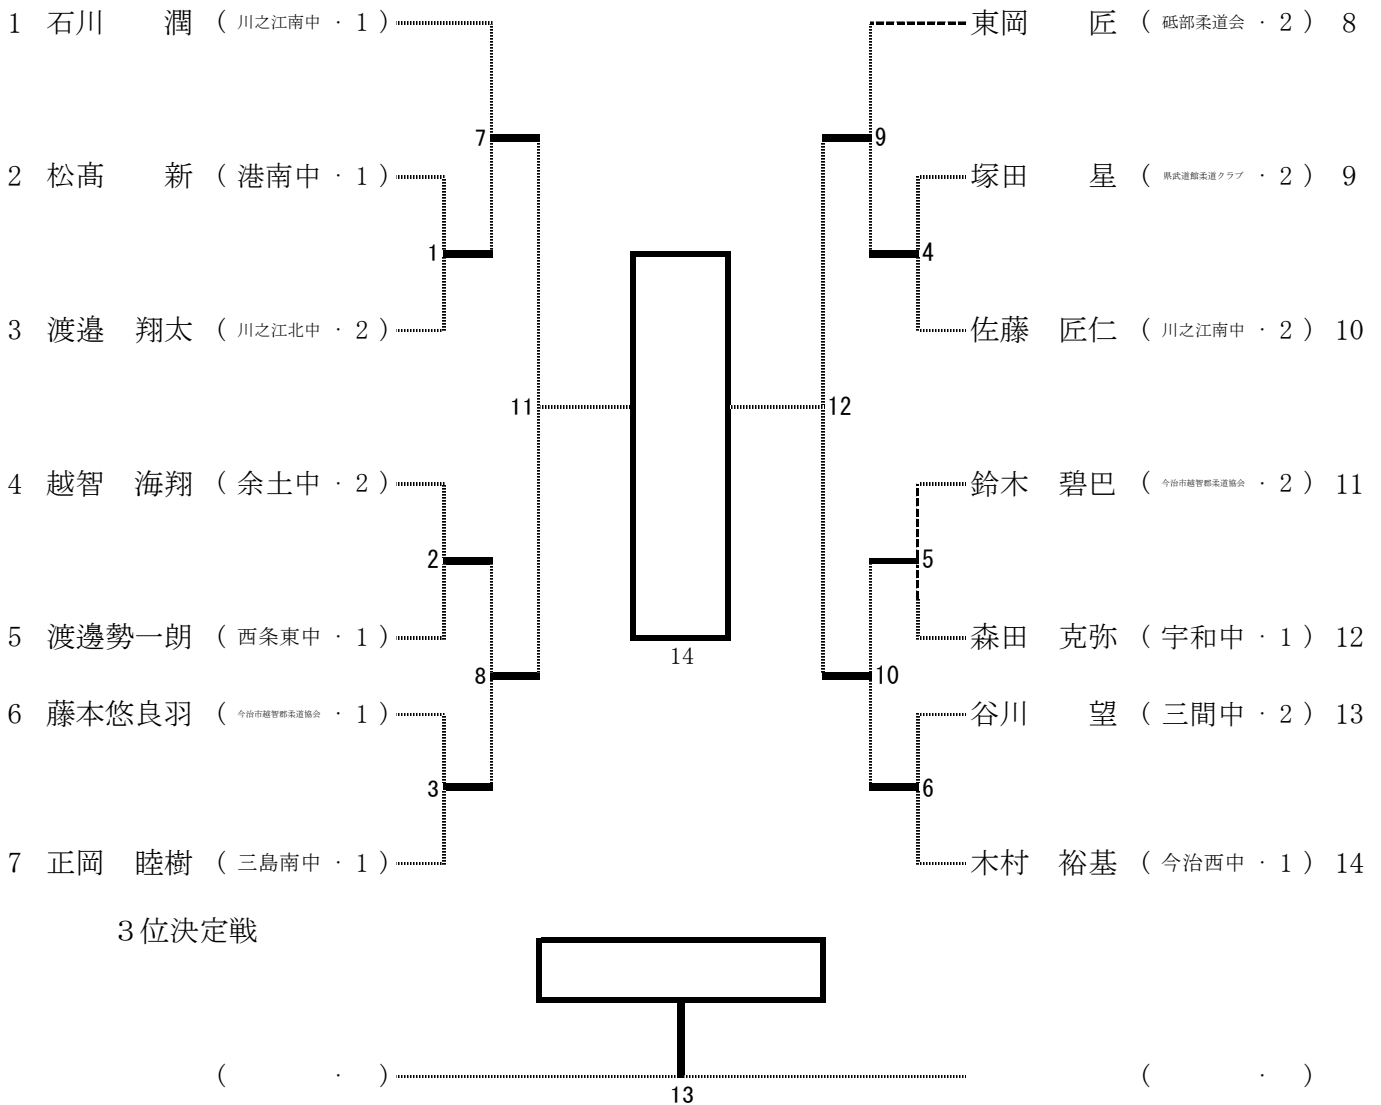 1 石川 潤 ( 川之江南中 ・ 1 )
7
2 松髙 新 ( 港南中 ・ 1 )
1
3 渡邉 翔太 ( 川之江北中 ・ 2 )
11
4 越智 海翔 ( 余土中 ・ 2 )
2
5 渡邊勢一朗 ( 西条東中 ・ 1 )
8
6 藤本悠良羽 ( 今治市越智郡柔道協会 ・ 1 )
3
7 正岡 睦樹 ( 三島南中 ・ 1 )
14
東岡 匠 ( 砥部柔道会 ・ 2 ) 8
9
塚田 星 ( 県武道館柔道クラブ ・ 2 ) 9
4
佐藤 匠仁 ( 川之江南中 ・ 2 ) 10
12
鈴木 碧巴 ( 今治市越智郡柔道協会 ・ 2 ) 11
5
森田 克弥 ( 宇和中 ・ 1 ) 12
10
谷川 望 ( 三間中 ・ 2 ) 13
6
木村 裕基 ( 今治西中 ・ 1 ) 14
３位決定戦
( ・ )
( ・ )
13